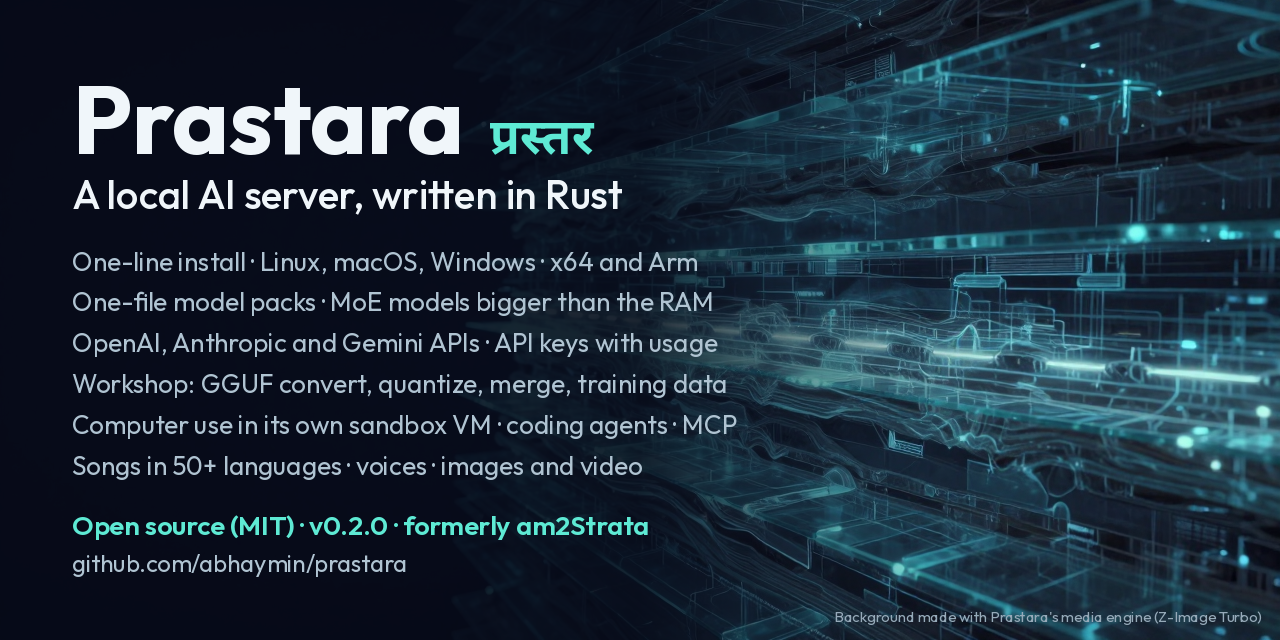 Prastara प्रस्तर
A local AI server, written in Rust
One-line install · Linux, macOS, Windows · x64 and Arm
One-file model packs · MoE models bigger than the RAM
OpenAI, Anthropic and Gemini APIs · API keys with usage
Workshop: GGUF convert, quantize, merge, training data
Computer use in its own sandbox VM · coding agents · MCP
Songs in 50+ languages · voices · images and video
Open source (MIT) · v0.2.0 · formerly am2Strata
github.com/abhaymin/prastara
Background made with Prastara's media engine (Z-Image Turbo)